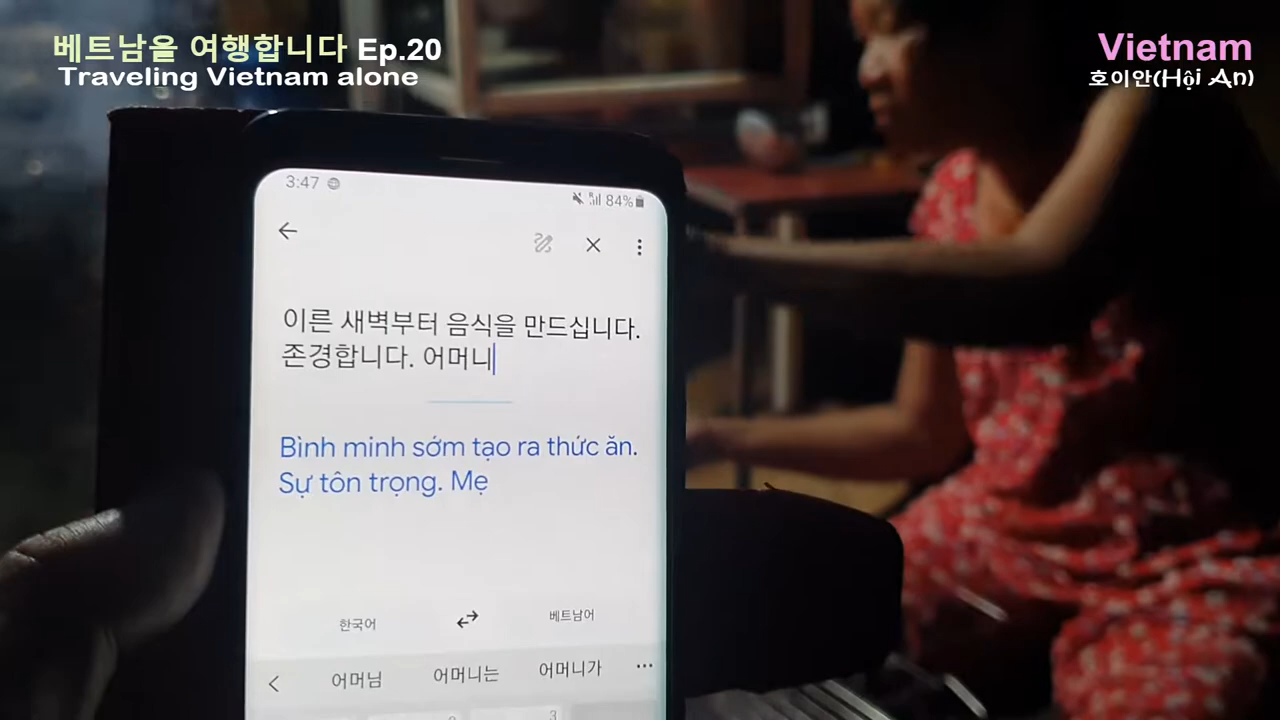 베트남을 여행합니다 Ep.20
Traveling Vietnam alone
Vietnam
호이안(Hội An)
3:47
84%
이른 새벽부터 음식을 만드십니다.
존경합니다. 어머니
Bình minh sớm tạo ra thức ăn.
Sự tôn trọng. Mẹ
한국어
베트남어
어머님 어머니는 어머니가
3